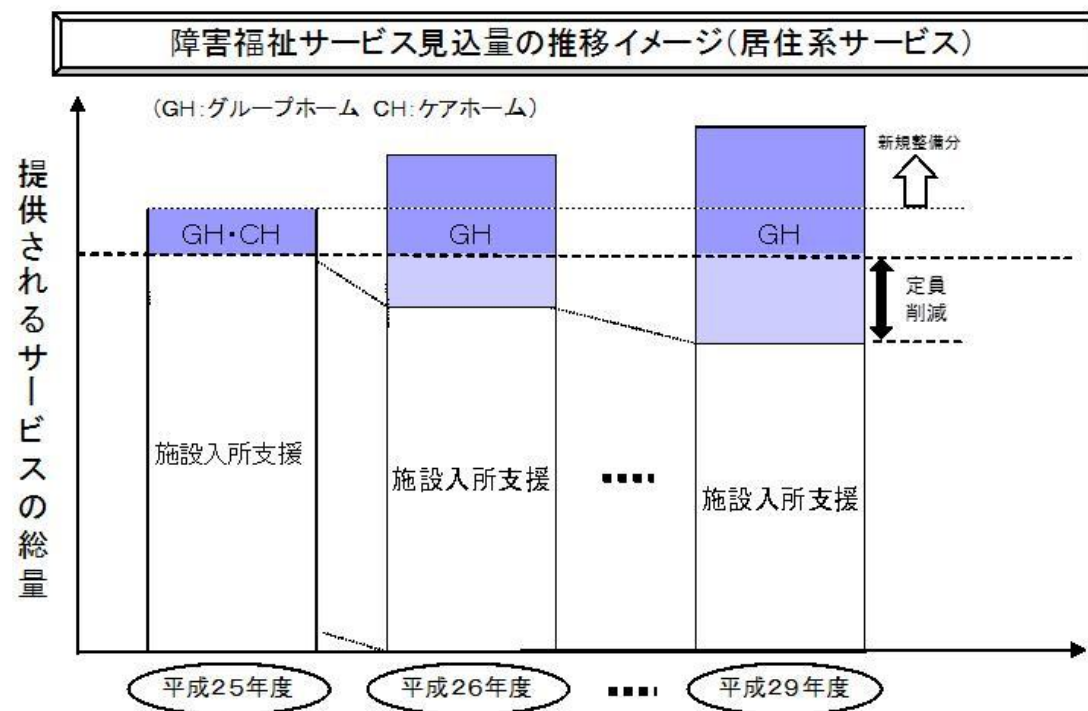 障害福祉サービス見込量の推移イメージ(居住系サービス)
(GH:グループホーム CH:ケアホーム)
提供されるサービスの総量
新規整備分
GH・CH
GH
GH
定員
削減
施設入所支援
施設入所支援
施設入所支援
平成25年度
平成26年度
平成29年度